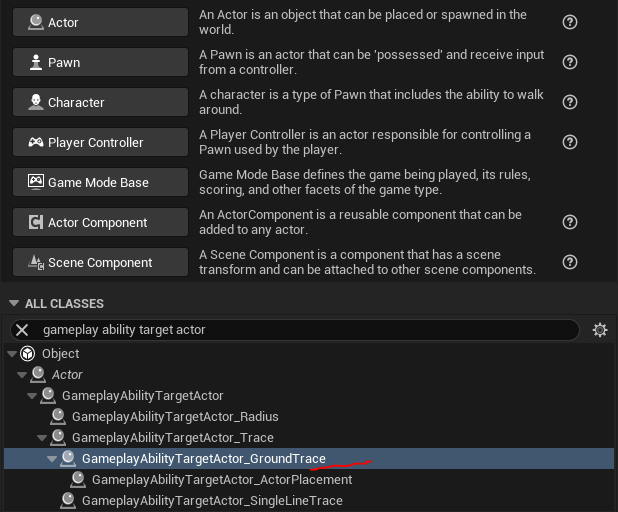 Actor
An Actor is an object that can be placed or spawned in the
world.
Pawn
A Pawn is an actor that can be 'possessed' and receive input
from a controller.
Character
A character is a type of Pawn that includes the ability to walk
around.
Player Controller
A Player Controller is an actor responsible for controlling a
Pawn used by the player.
Game Mode Base
Game Mode Base defines the game being played, its rules,
scoring, and other facets of the game type.
Actor Component
An ActorComponent is a reusable component that can be
added to any actor.
Scene Component
A Scene Component is a component that has a scene
transform and can be attached to other scene components.
ALL CLASSES
gameplay ability target actor
Object
Actor
GameplayAbilityTargetActor
GameplayAbilityTargetActor_Radius
GameplayAbilityTargetActor_Trace
GameplayAbilityTargetActor_GroundTrace
GameplayAbilityTargetActor_ActorPlacement
GameplayAbilityTargetActor_SingleLineTrace